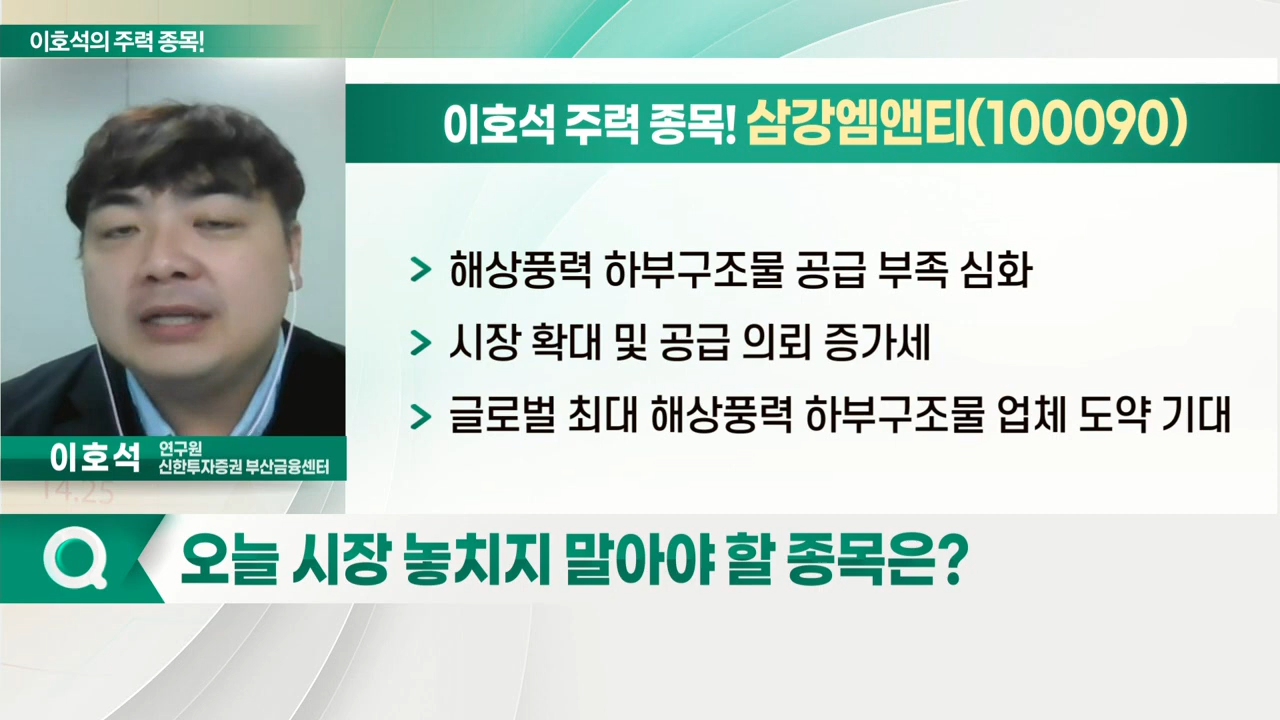 이호석의 주력 종목!
이호석 주력 종목! 삼강엠앤티(100090)
> 해상풍력 하부구조물 공급 부족 심화
> 시장 확대 및 공급 의뢰 증가세
> 글로벌 최대 해상풍력 하부구조물 업체 도약 기대
이호석 연구원
신한투자증권 부산금융센터
14.25
Q 오늘 시장 놓치지 말아야 할 종목은?